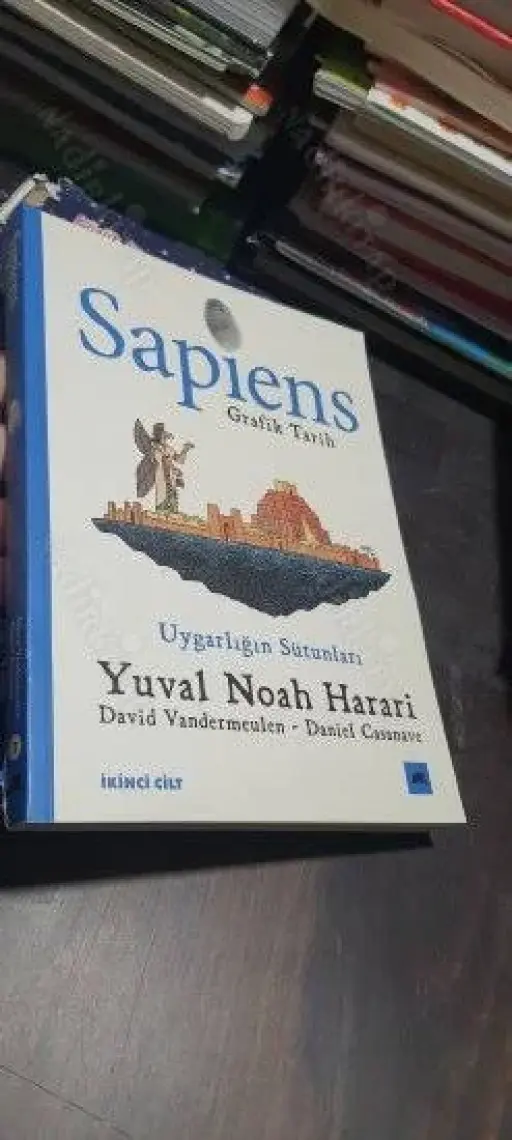 Sapiens
Grafik Tarih
Uygarlığın Sütunları
Yuval Noah Harari
David Vandermeulen - Daniel Casanave
İKİNCİ CİLT